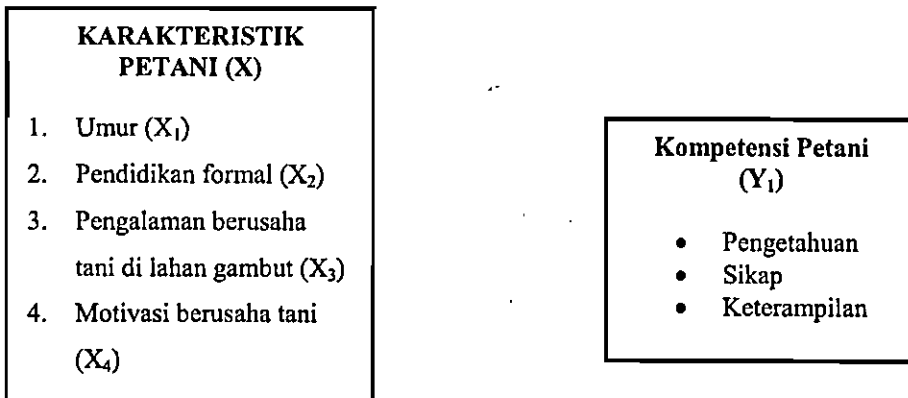 KARAKTERISTIK
PETANI (X)
1. Umur (X₁)
2. Pendidikan formal (X₂)
3. Pengalaman berusaha
tani di lahan gambut (X₃)
4. Motivasi berusaha tani
(X₄)
Kompetensi Petani
(Y₁)
• Pengetahuan
• Sikap
• Keterampilan